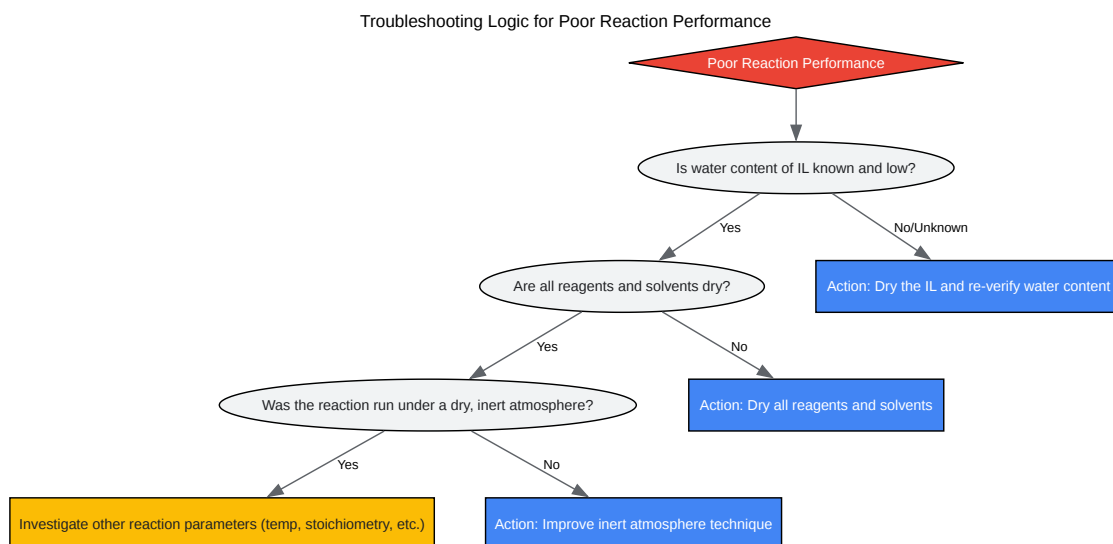 Troubleshooting Logic for Poor Reaction Performance
Poor Reaction Performance
Is water content of IL known and low?
Yes
No/Unknown
Are all reagents and solvents dry?
Action: Dry the IL and re-verify water content
Yes
No
Was the reaction run under a dry, inert atmosphere?
Action: Dry all reagents and solvents
Yes
No
Investigate other reaction parameters (temp, stoichiometry, etc.)
Action: Improve inert atmosphere technique